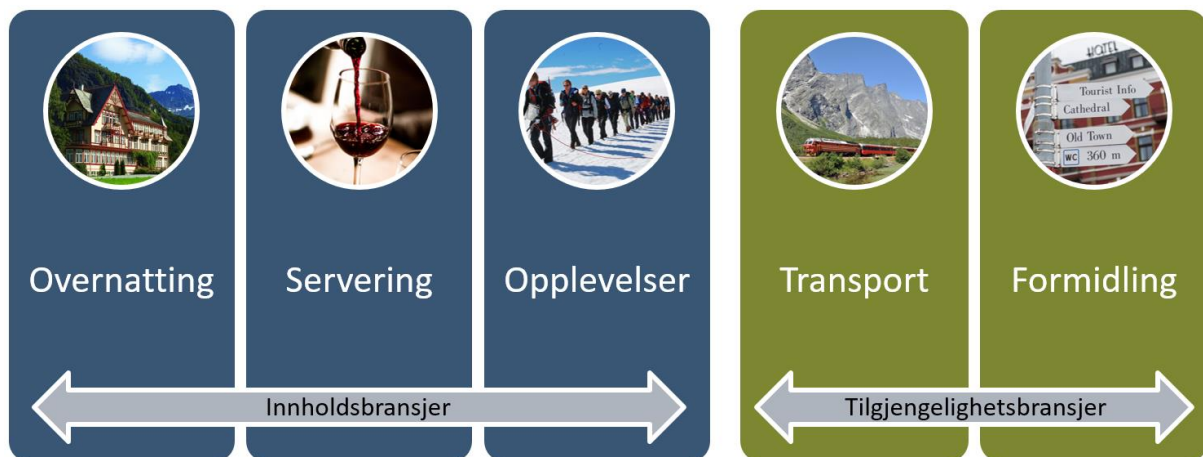 HOTEL
Tourist Info
Cathedral
Old Town
WC 360 m
Overnatting
Servering
Opplevelser
Transport
Formidling
Innholdsbransjer
Tilgjengelighetsbransjer